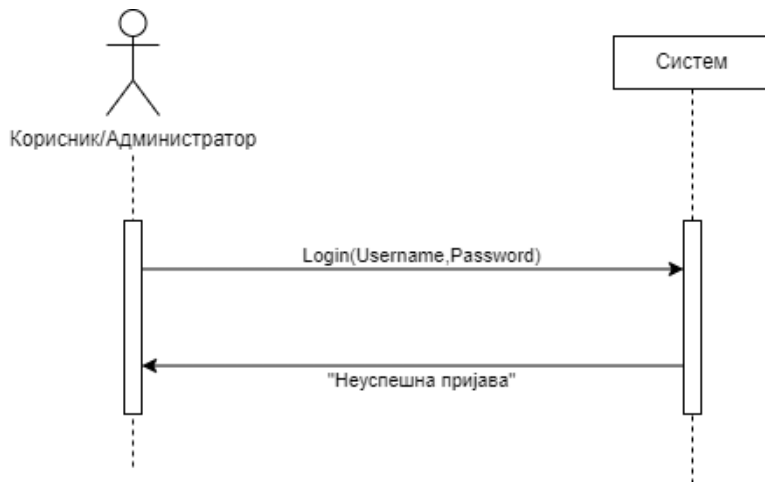 Систем
Корисник/Администратор
Login(Username,Password)
"Неуспешна пријава"